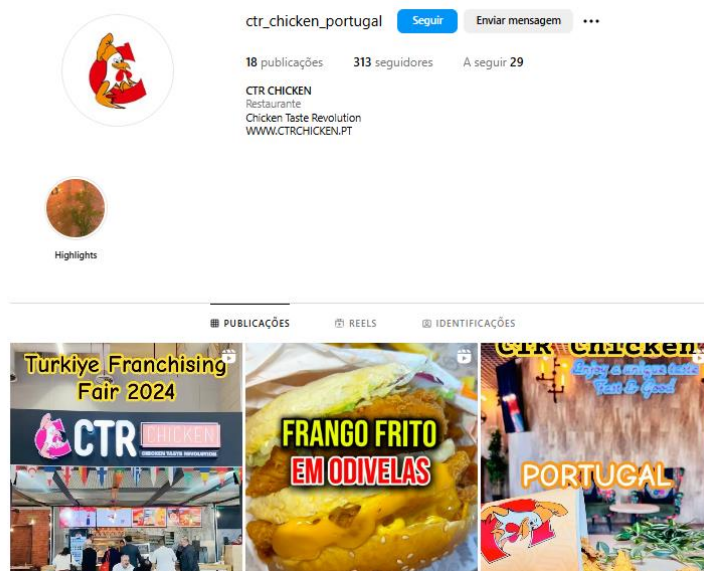 ctr_chicken_portugal Seguir Enviar mensagem
18 publicações 313 seguidores A seguir 29
CTR CHICKEN
Restaurante
Chicken Taste Revolution
WWW.CTRCHICKEN.PT
Highlights
PUBLICAÇÕES REELS IDENTIFICAÇÕES
Turkiye Franchising
Fair 2024
CTR CHICKEN
CHICKEN TASTE REVOLUTION
FRANGO FRITO
EM ODIVELAS
CTR Chicken
Enjoy a unique taste
Fast & Good
PORTUGAL